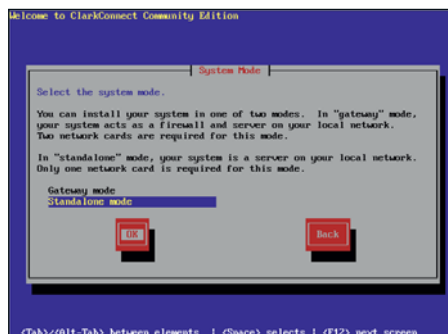 Welcome to ClarkConnect Community Edition
System Mode
Select the system mode.
You can install your system in one of two modes. In "gateway" mode,
your system acts as a firewall and server on your local network.
Two network cards are required for this mode.
In "standalone" mode, your system is a server on your local network.
Only one network card is required for this mode.
Gateway mode
Standalone mode
OK
Back
<Tab>/<Alt-Tab> between elements | <Space> selects | <F12> next screen